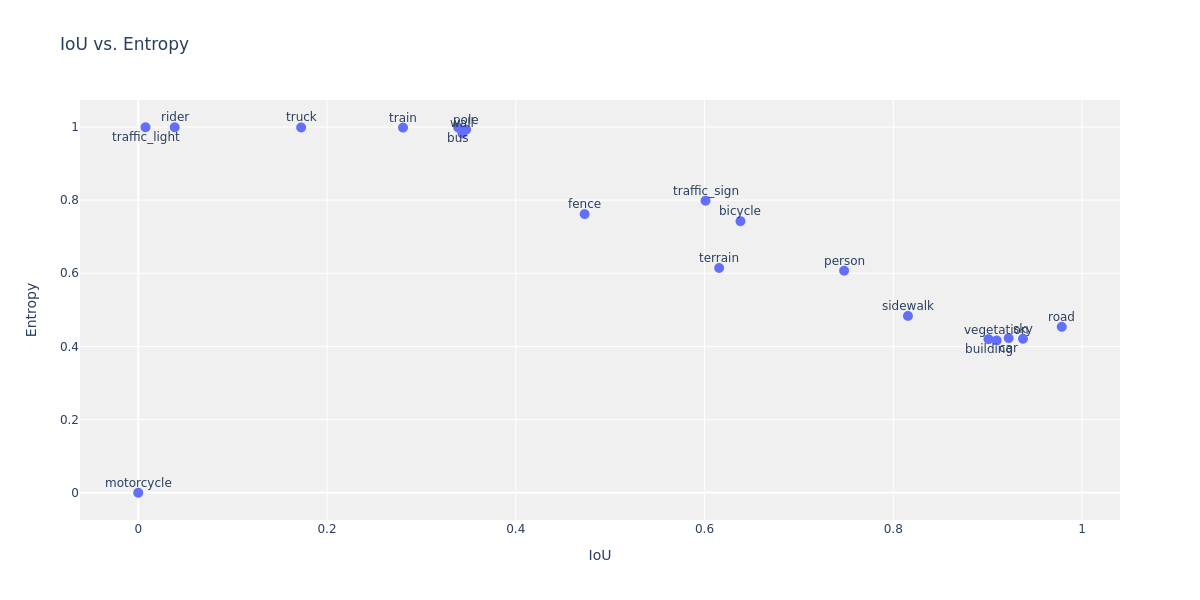 IoU vs. Entropy
rider
truck
train
pole
wall
traffic_light
bus
traffic_sign
fence
bicycle
terrain
person
sidewalk
road
vegetation
sky
building
car
motorcycle
1
0.8
0.6
0.4
0.2
0
Entropy
0
0.2
0.4
0.6
0.8
1
IoU